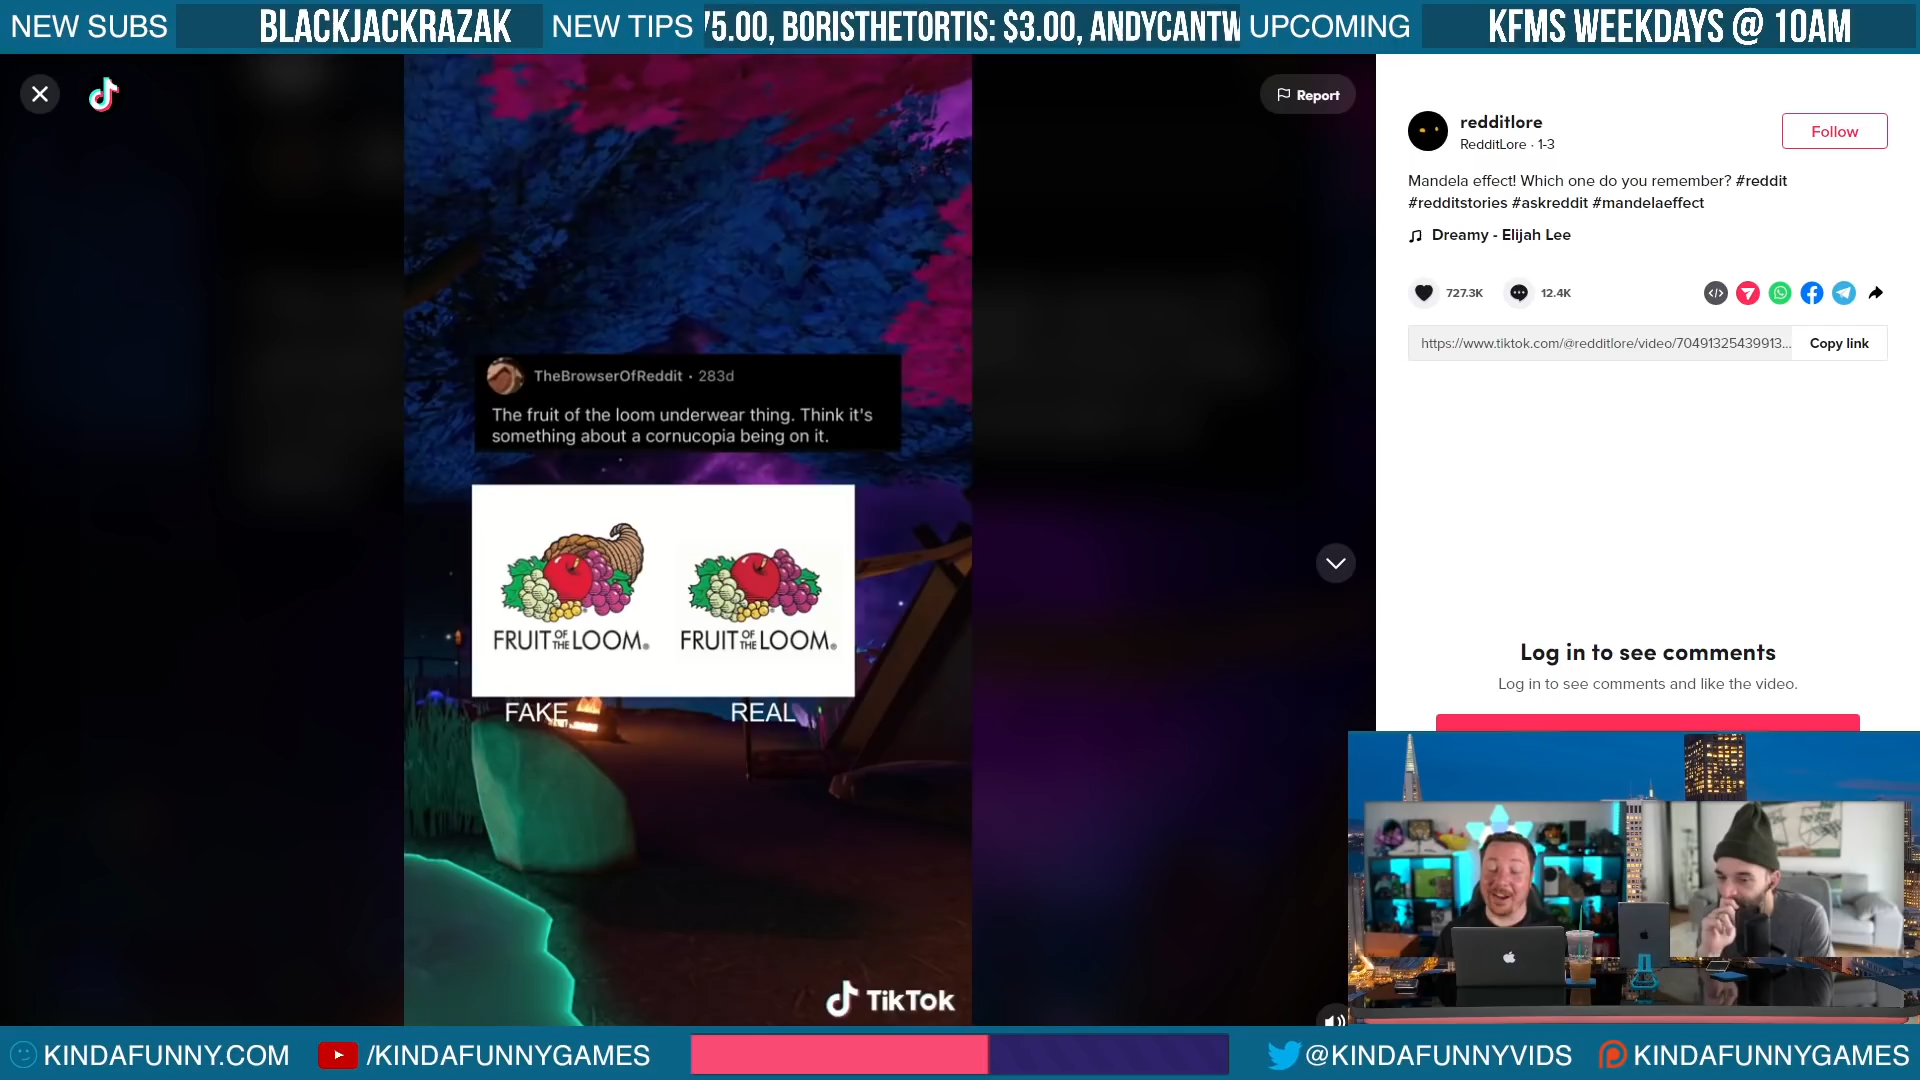 NEW SUBS
BLACKJACKRAZAK
NEW TIPS
5.00, BORISTHETORTIS: $3.00, ANDYCANTW
UPCOMING
KFMS WEEKDAYS @ 10AM
Report
redditlore
RedditLore · 1-3
Follow
Mandela effect! Which one do you remember? #reddit
#redditstories #askreddit #mandelaeffect
Dreamy - Elijah Lee
727.3K
12.4K
https://www.tiktok.com/@redditlore/video/70491325439913...
Copy link
TheBrowserOfReddit · 283d
The fruit of the loom underwear thing. Think it's
something about a cornucopia being on it.
FRUIT OF THE LOOM®
FRUIT OF THE LOOM®
FAKE
REAL
TikTok
Log in to see comments
Log in to see comments and like the video.
KINDAFUNNY.COM
/KINDAFUNNYGAMES
@KINDAFUNNYVIDS
KINDAFUNNYGAMES